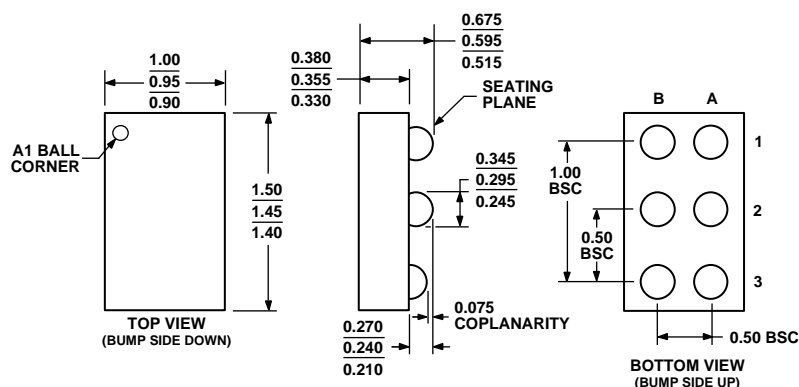 1.00
0.95
0.90
A1 BALL
CORNER
1.50
1.45
1.40
TOP VIEW
(BUMP SIDE DOWN)
0.675
0.595
0.515
0.380
0.355
0.330
SEATING
PLANE
0.345
0.295
0.245
0.075
COPLANARITY
0.270
0.240
0.210
B A
1
2
3
1.00
BSC
0.50
BSC
0.50 BSC
BOTTOM VIEW
(BUMP SIDE UP)